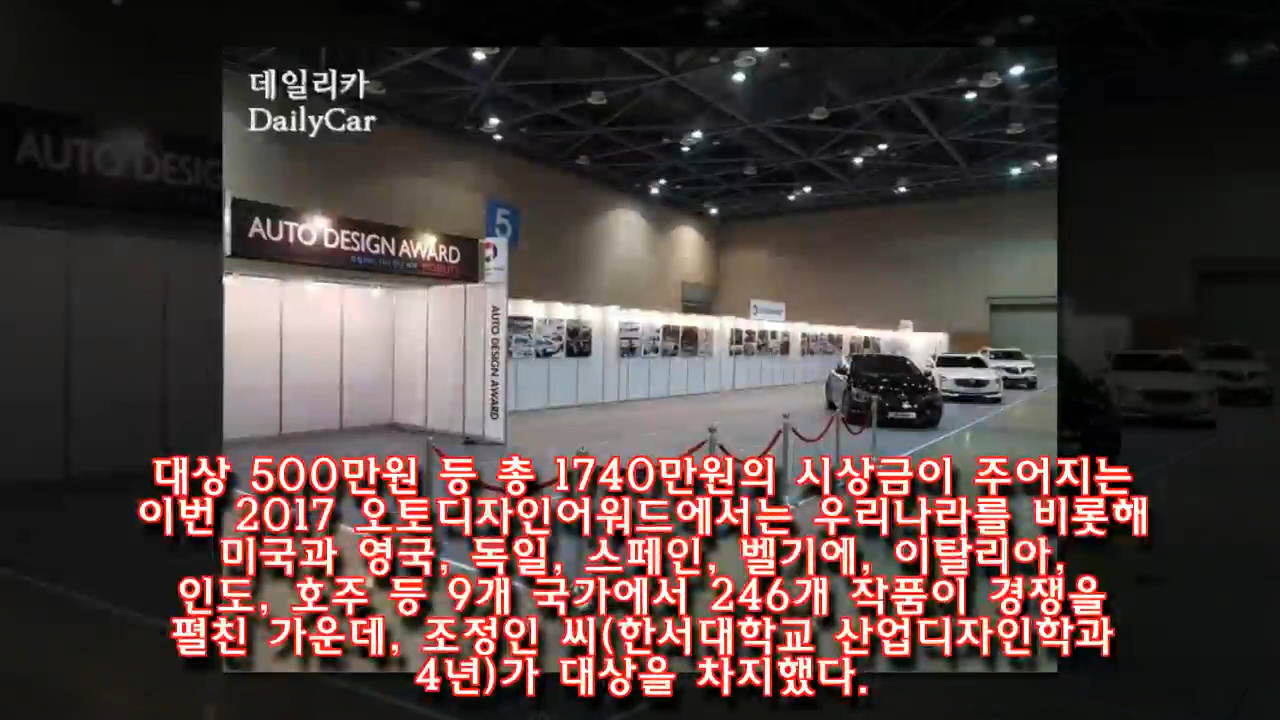 데일리카
DailyCar
5
AUTO DESIGN AWARD
AUTO DESIGN AWARD
AUTO DESIG
대상 500만원 등 총 1740만원의 시상금이 주어지는
이번 2017 오토디자인어워드에서는 우리나라를 비롯해
미국과 영국, 독일, 스페인, 벨기에, 이탈리아,
인도, 호주 등 9개 국가에서 246개 작품이 경쟁을
펼친 가운데, 조정인 씨(한서대학교 산업디자인학과
4년)가 대상을 차지했다.